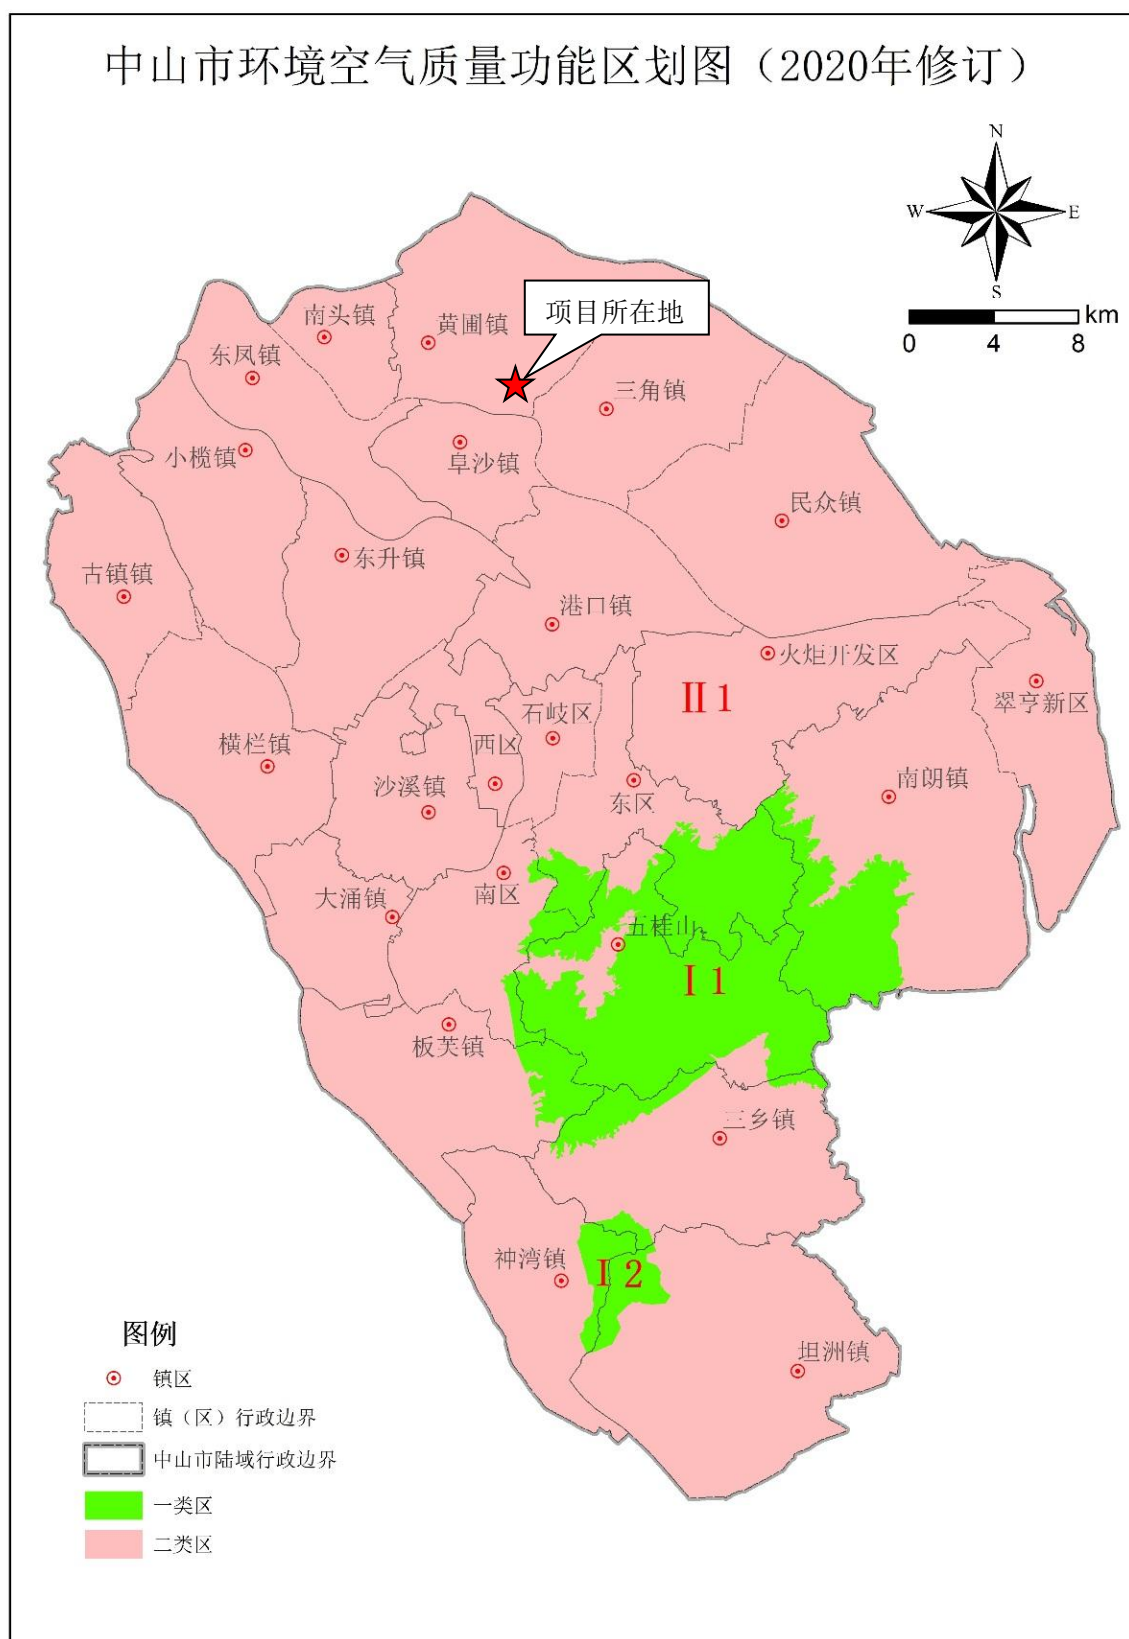 中山市环境空气质量功能区划图（2020年修订）
N
W
E
S
km
0
4
8
项目所在地
南头镇
黄圃镇
东凤镇
三角镇
小榄镇
阜沙镇
民众镇
东升镇
古镇镇
港口镇
火炬开发区
翠亨新区
Ⅱ1
石岐区
西区
横栏镇
沙溪镇
东区
南朗镇
南区
大涌镇
五桂山
Ⅰ1
板芙镇
三乡镇
神湾镇
Ⅰ2
坦洲镇
图例
镇区
镇（区）行政边界
中山市陆域行政边界
一类区
二类区